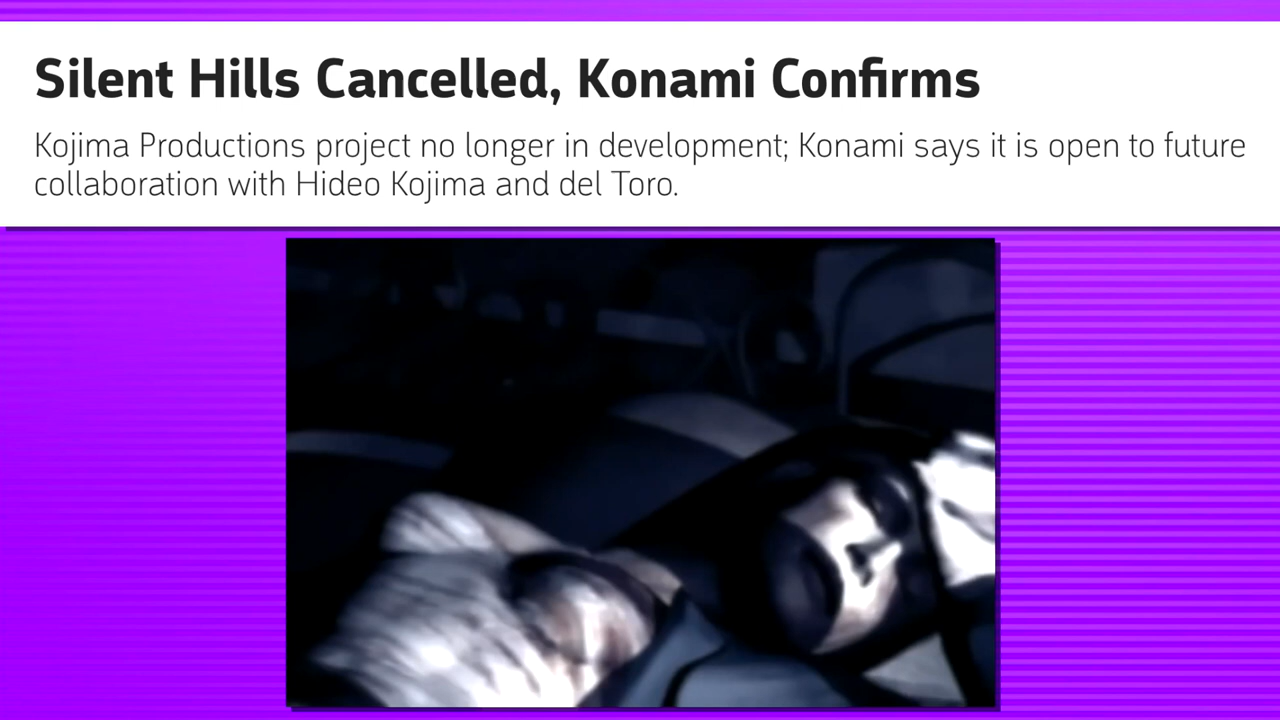 Silent Hills Cancelled, Konami Confirms
Kojima Productions project no longer in development; Konami says it is open to future
collaboration with Hideo Kojima and del Toro.